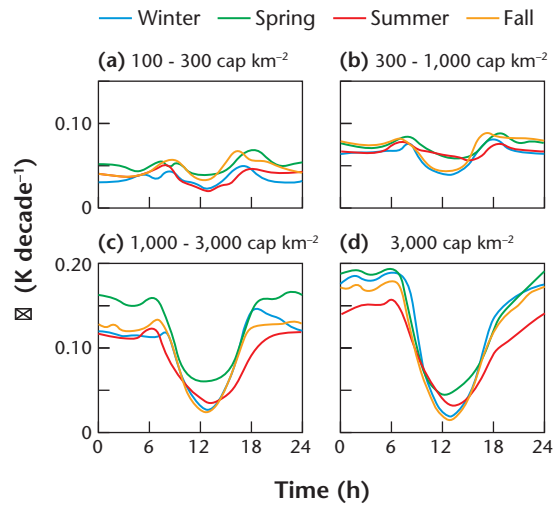 Winter Spring Summer Fall
(a) 100 - 300 cap km⁻²
(b) 300 - 1,000 cap km⁻²
0.10
0
(K decade⁻¹)
(c) 1,000 - 3,000 cap km⁻²
(d) 3,000 cap km⁻²
0.20
0.10
0
0 6 12 18 24
0 6 12 18 24
Time (h)